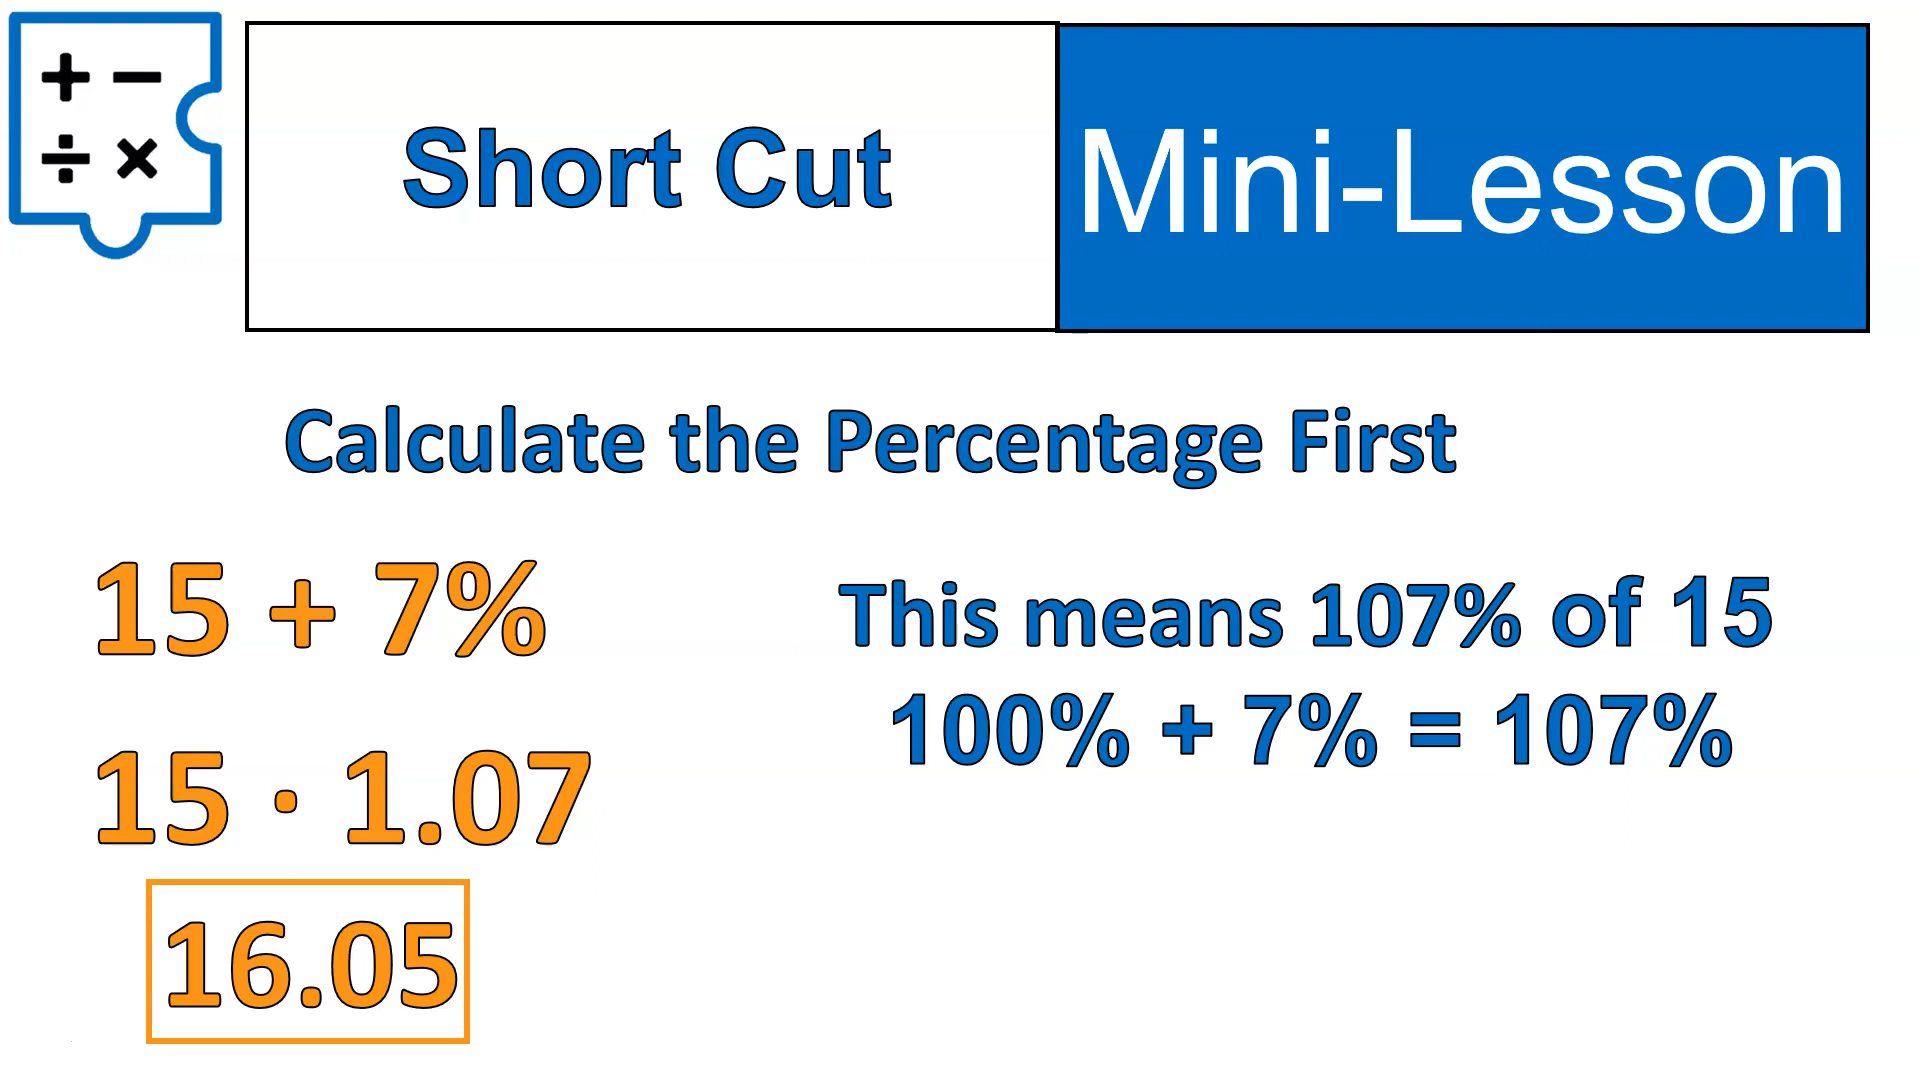 + −
÷ ×
Short Cut
Mini-Lesson
Calculate the Percentage First
15 + 7%
This means 107% of 15
100% + 7% = 107%
15 · 1.07
16.05